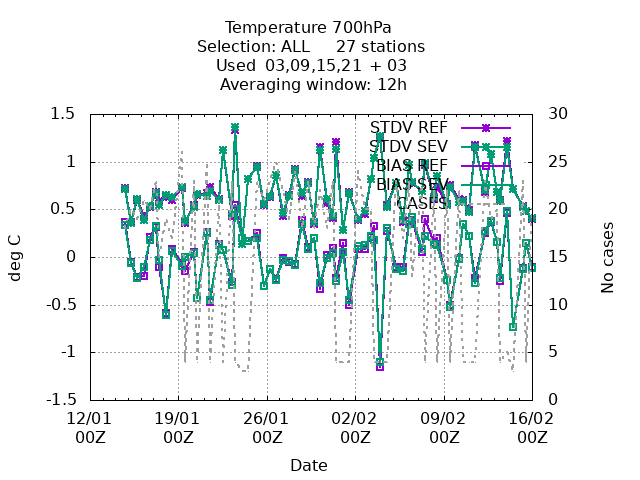 Temperature 700hPa
Selection: ALL 27 stations
Used 03,09,15,21 + 03
Averaging window: 12h
1.5
1
0.5
0
-0.5
-1
-1.5
deg C
30
25
20
15
10
5
0
No cases
STDV REF
STDV SEV
BIAS REF
BIAS SEV
CASES
12/01 19/01 26/01 02/02 09/02 16/02
00Z 00Z 00Z 00Z 00Z 00Z
Date